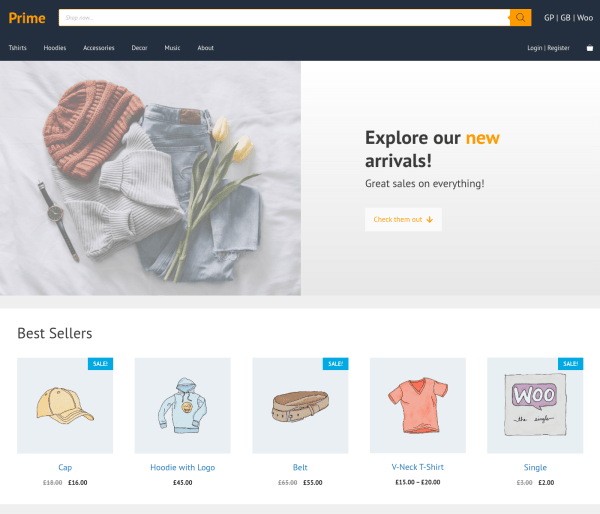 Prime
Shop now...
GP | GB | Woo
Tshirts Hoodies Accessories Decor Music About
Login | Register
Explore our new
arrivals!
Great sales on everything!
Check them out
Best Sellers
SALE! SALE! SALE!
WOO
the single
Cap Hoodie with Logo Belt V-Neck T-Shirt Single
£18.00 £16.00 £45.00 £65.00 £55.00 £15.00 – £20.00 £3.00 £2.00